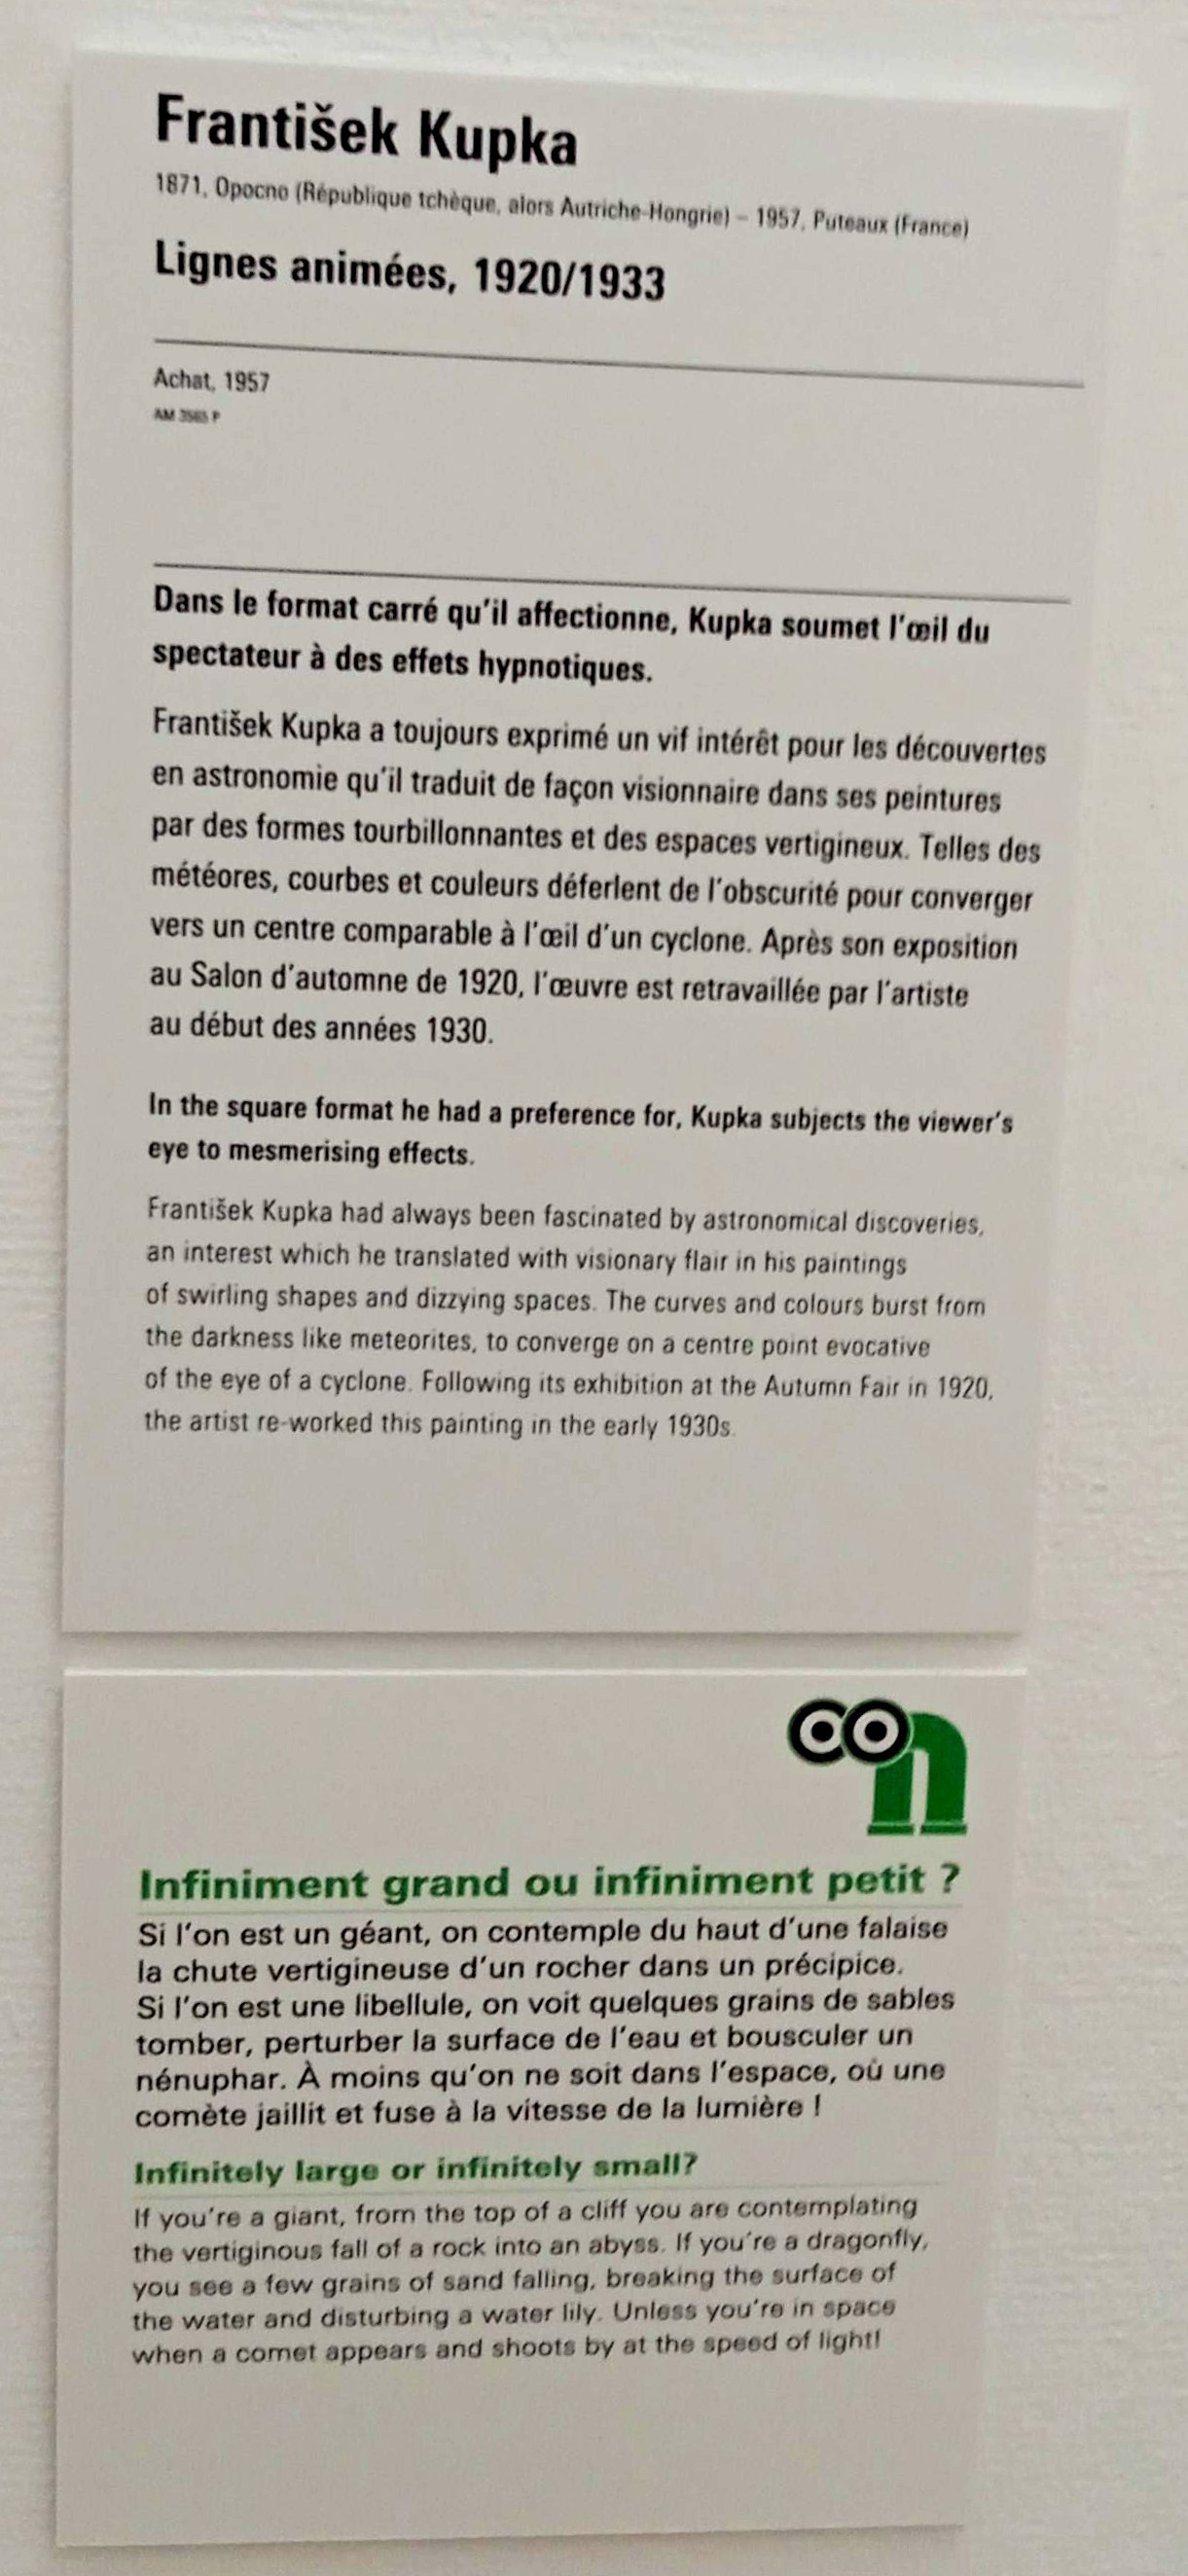 František Kupka
1871, Opocno (République tchèque, alors Autriche-Hongrie) – 1957, Puteaux (France)
Lignes animées, 1920/1933
Achat, 1957
AM 3565 P
Dans le format carré qu'il affectionne, Kupka soumet l'œil du
spectateur à des effets hypnotiques.
František Kupka a toujours exprimé un vif intérêt pour les découvertes
en astronomie qu'il traduit de façon visionnaire dans ses peintures
par des formes tourbillonnantes et des espaces vertigineux. Telles des
météores, courbes et couleurs déferlent de l'obscurité pour converger
vers un centre comparable à l'œil d'un cyclone. Après son exposition
au Salon d'automne de 1920, l'œuvre est retravaillée par l'artiste
au début des années 1930.
In the square format he had a preference for, Kupka subjects the viewer's
eye to mesmerising effects.
František Kupka had always been fascinated by astronomical discoveries,
an interest which he translated with visionary flair in his paintings
of swirling shapes and dizzying spaces. The curves and colours burst from
the darkness like meteorites, to converge on a centre point evocative
of the eye of a cyclone. Following its exhibition at the Autumn Fair in 1920,
the artist re-worked this painting in the early 1930s.
Infiniment grand ou infiniment petit ?
Si l'on est un géant, on contemple du haut d'une falaise
la chute vertigineuse d'un rocher dans un précipice.
Si l'on est une libellule, on voit quelques grains de sables
tomber, perturber la surface de l'eau et bousculer un
nénuphar. À moins qu'on ne soit dans l'espace, où une
comète jaillit et fuse à la vitesse de la lumière !
Infinitely large or infinitely small?
If you're a giant, from the top of a cliff you are contemplating
the vertiginous fall of a rock into an abyss. If you're a dragonfly,
you see a few grains of sand falling, breaking the surface of
the water and disturbing a water lily. Unless you're in space
when a comet appears and shoots by at the speed of light!